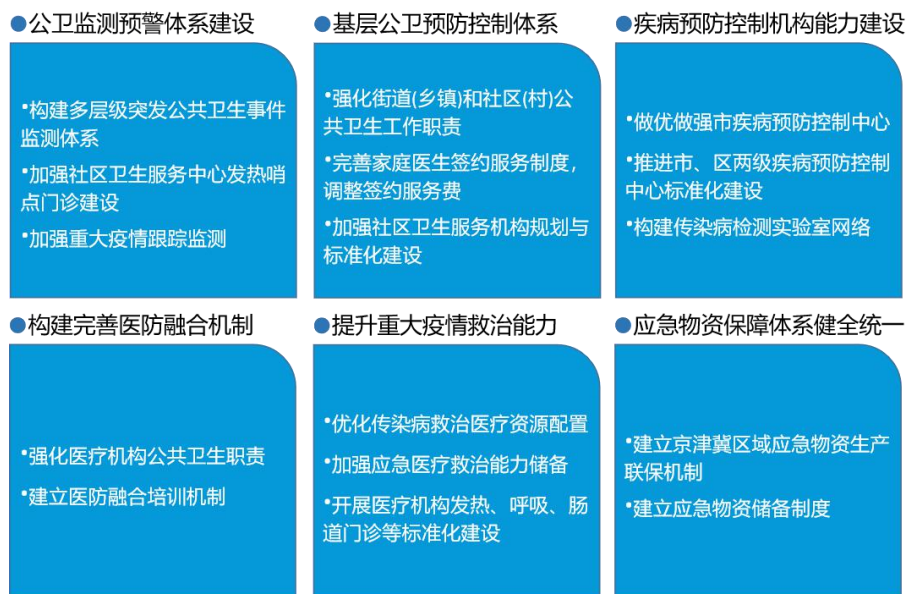 ●公卫监测预警体系建设
•构建多层级突发公共卫生事件
监测体系
•加强社区卫生服务中心发热哨
点门诊建设
•加强重大疫情跟踪监测
●基层公卫预防控制体系
•强化街道(乡镇)和社区(村)公
共卫生工作职责
•完善家庭医生签约服务制度，
调整签约服务费
•加强社区卫生服务机构规划与
标准化建设
●疾病预防控制机构能力建设
•做优做强市疾病预防控制中心
•推进市、区两级疾病预防控制
中心标准化建设
•构建传染病检测实验室网络
●构建完善医防融合机制
•强化医疗机构公共卫生职责
•建立医防融合培训机制
●提升重大疫情救治能力
•优化传染病救治医疗资源配置
•加强应急医疗救治能力储备
•开展医疗机构发热、呼吸、肠
道门诊等标准化建设
●应急物资保障体系健全统一
•建立京津冀区域应急物资生产
联保机制
•建立应急物资储备制度